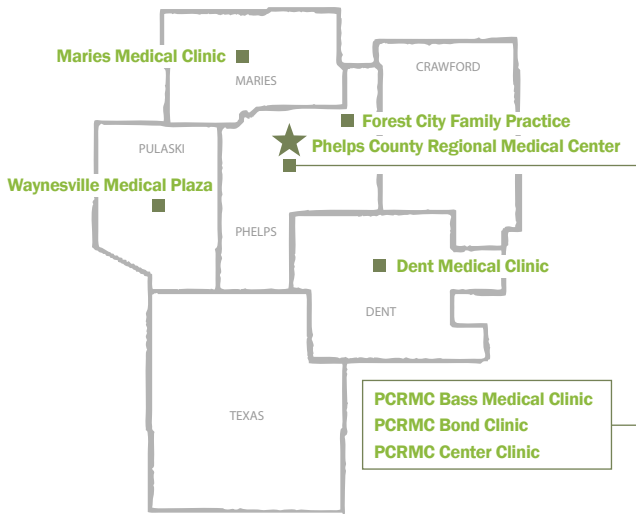 Maries Medical Clinic
MARIES
CRAWFORD
Forest City Family Practice
PULASKI
Phelps County Regional Medical Center
Waynesville Medical Plaza
PHELPS
Dent Medical Clinic
DENT
TEXAS
PCRMC Bass Medical Clinic
PCRMC Bond Clinic
PCRMC Center Clinic